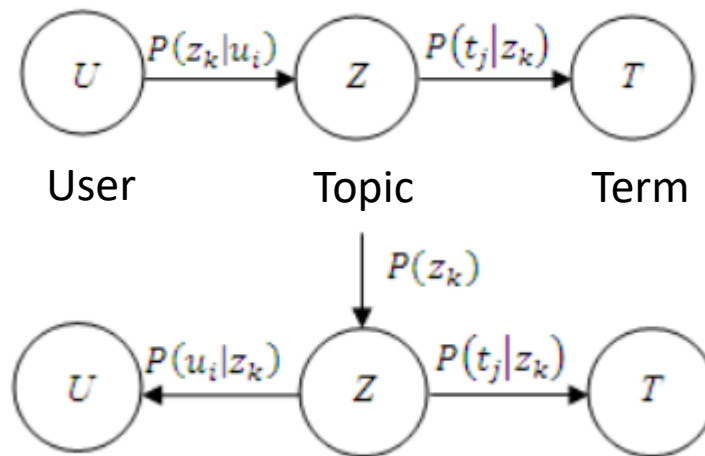 P(z_k|u_i) P(t_j|z_k)
U Z T
User Topic Term
P(z_k)
P(u_i|z_k) P(t_j|z_k)
U Z T